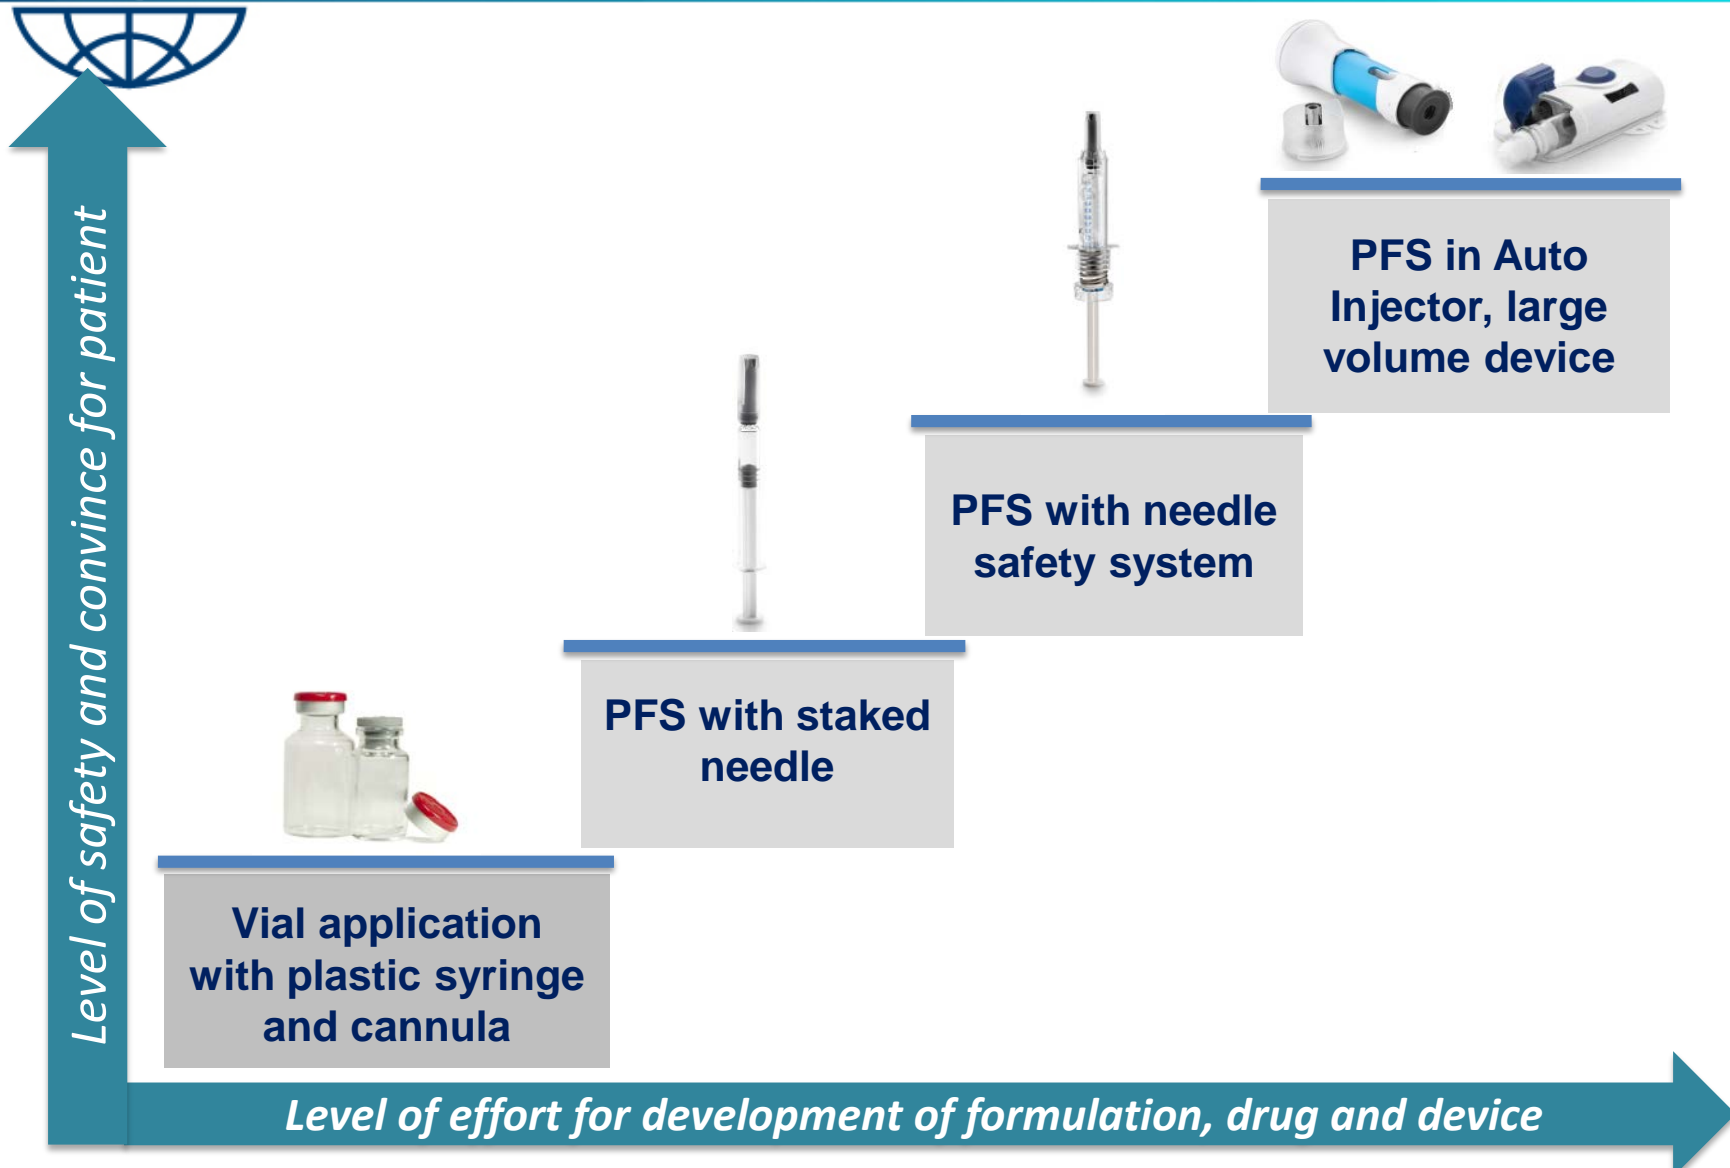 PFS in Auto
Injector, large
volume device
PFS with needle
safety system
PFS with staked
needle
Vial application
with plastic syringe
and cannula
Level of safety and convince for patient
Level of effort for development of formulation, drug and device